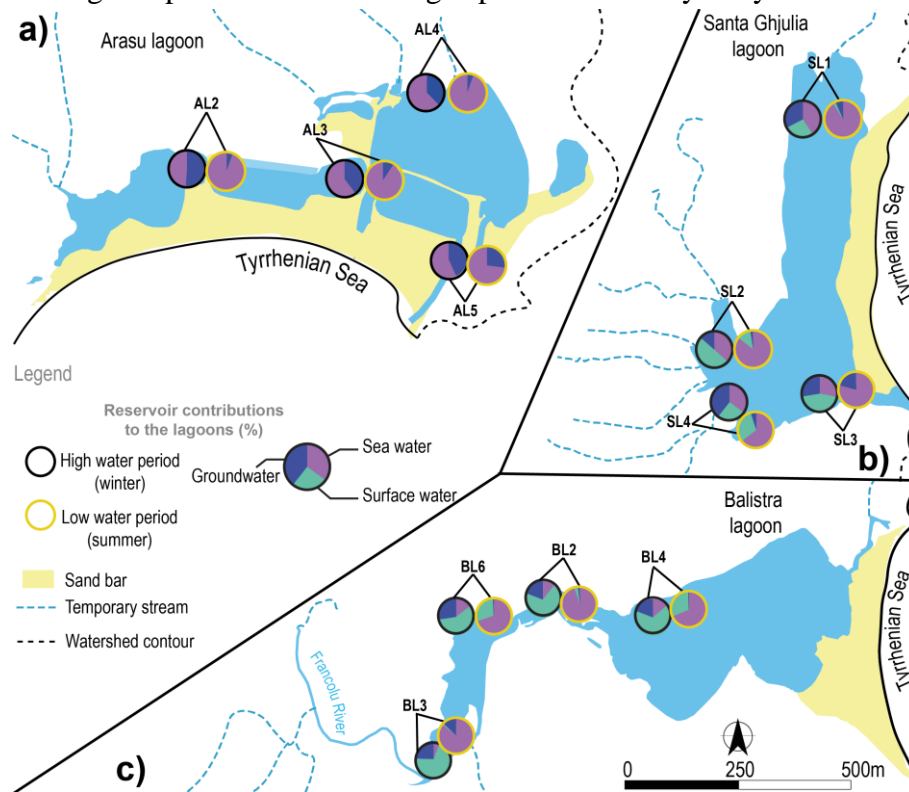 a)
Arasu lagoon
AL4
AL2
AL3
AL5
Tyrrhenian Sea
Santa Ghjulia
lagoon
SL1
SL2
SL4
SL3
Tyrrhenian Sea
b)
Legend
Reservoir contributions
to the lagoons (%)
High water period
(winter)
Low water period
(summer)
Groundwater
Sea water
Surface water
Sand bar
Temporary stream
Watershed contour
Balistra
lagoon
BL6
BL2
BL4
BL3
Francolu River
Tyrrhenian Sea
c)
0
250
500m